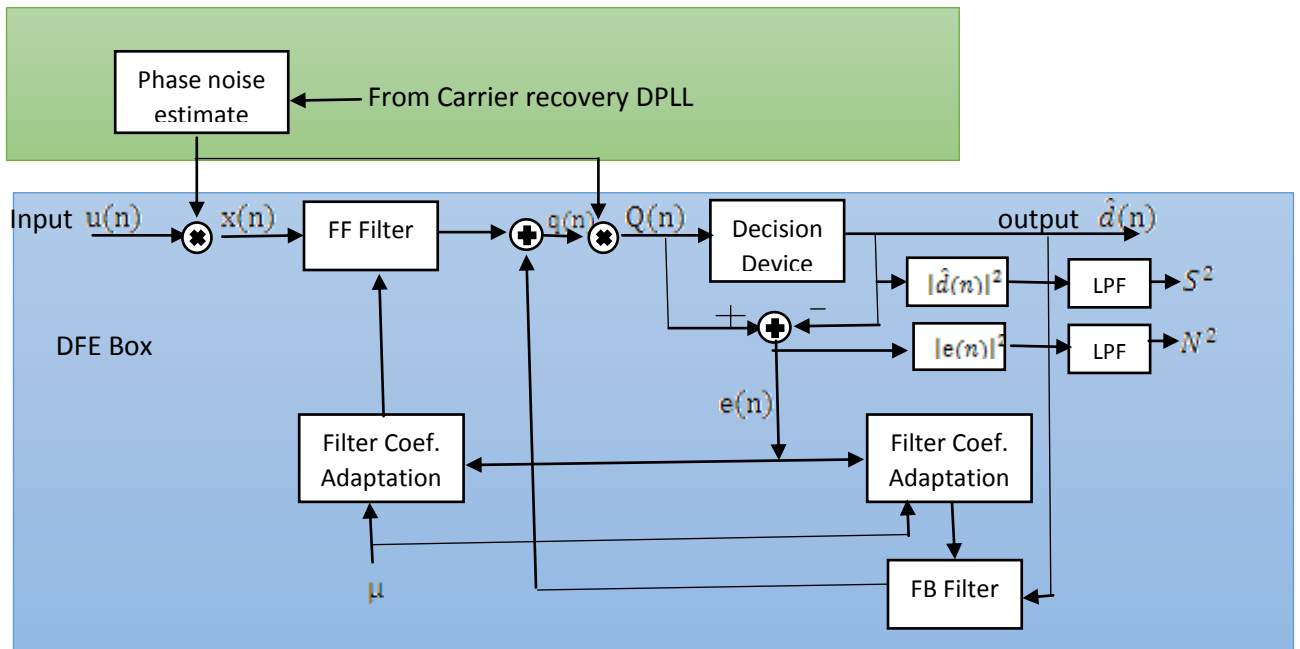 Phase noise
estimate
From Carrier recovery DPLL
Input u(n)
x(n)
FF Filter
q(n)
Q(n)
Decision
Device
output d̂(n)
|d̂(n)|²
LPF
S²
+
−
|e(n)|²
LPF
N²
DFE Box
e(n)
Filter Coef.
Adaptation
Filter Coef.
Adaptation
μ
FB Filter